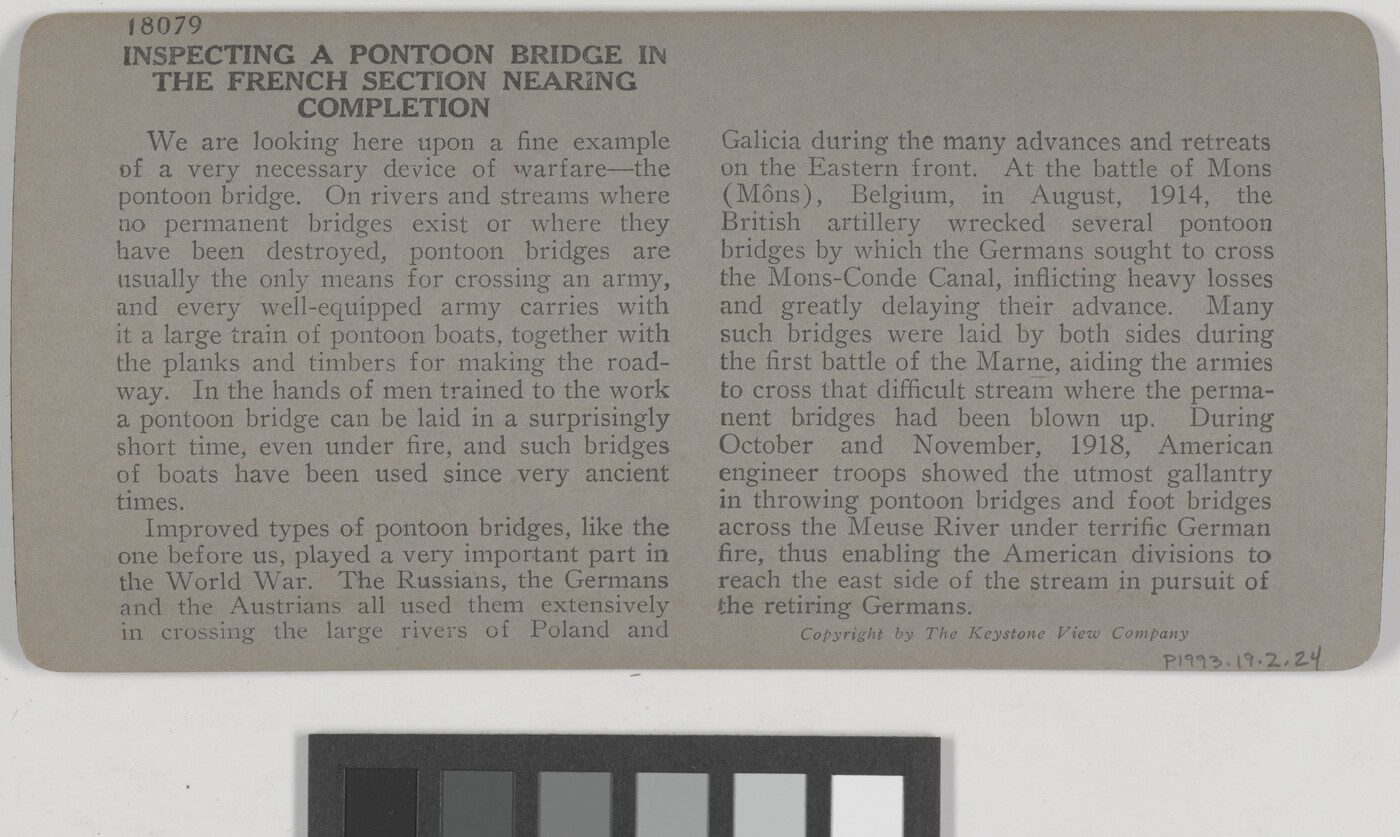 18079
INSPECTING A PONTOON BRIDGE IN
THE FRENCH SECTION NEARING
COMPLETION
We are looking here upon a fine example
of a very necessary device of warfare—the
pontoon bridge. On rivers and streams where
no permanent bridges exist or where they
have been destroyed, pontoon bridges are
usually the only means for crossing an army,
and every well-equipped army carries with
it a large train of pontoon boats, together with
the planks and timbers for making the road-
way. In the hands of men trained to the work
a pontoon bridge can be laid in a surprisingly
short time, even under fire, and such bridges
of boats have been used since very ancient
times.
Improved types of pontoon bridges, like the
one before us, played a very important part in
the World War. The Russians, the Germans
and the Austrians all used them extensively
in crossing the large rivers of Poland and
Galicia during the many advances and retreats
on the Eastern front. At the battle of Mons
(Môns), Belgium, in August, 1914, the
British artillery wrecked several pontoon
bridges by which the Germans sought to cross
the Mons-Conde Canal, inflicting heavy losses
and greatly delaying their advance. Many
such bridges were laid by both sides during
the first battle of the Marne, aiding the armies
to cross that difficult stream where the perma-
nent bridges had been blown up. During
October and November, 1918, American
engineer troops showed the utmost gallantry
in throwing pontoon bridges and foot bridges
across the Meuse River under terrific German
fire, thus enabling the American divisions to
reach the east side of the stream in pursuit of
the retiring Germans.
Copyright by The Keystone View Company
P1993.19.2.24